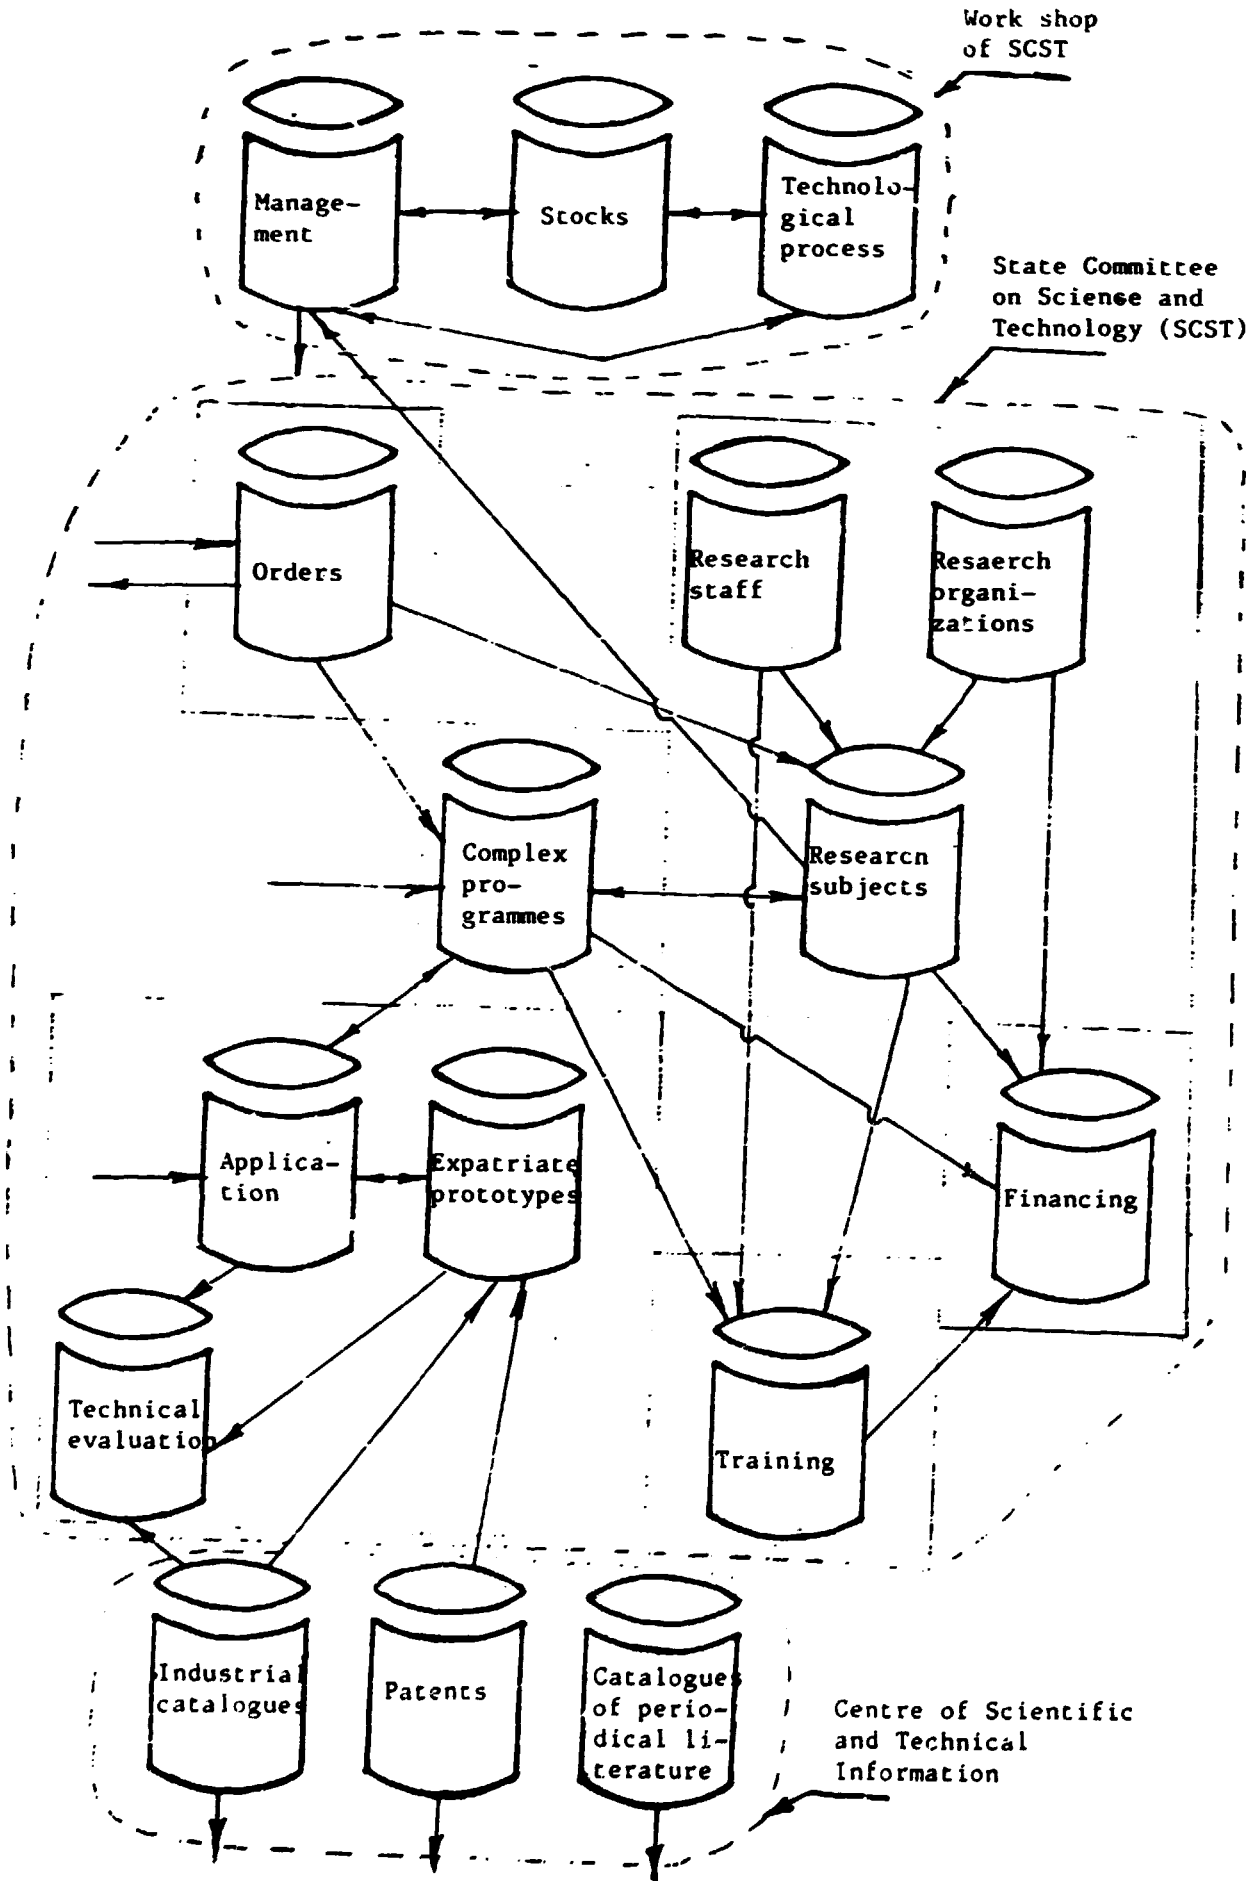 Work shop
of SCST
Manage-
ment
Stocks
Technolo-
gical
process
State Committee
on Science and
Technology (SCST)
Orders
Research
staff
Resaerch
organi-
zations
Complex
pro-
grammes
Research
subjects
Applica-
tion
Expatriate
prototypes
Financing
Technical
evaluation
Training
Industrial
catalogues
Patents
Catalogues
of perio-
dical li-
terature
Centre of Scientific
and Technical
Information